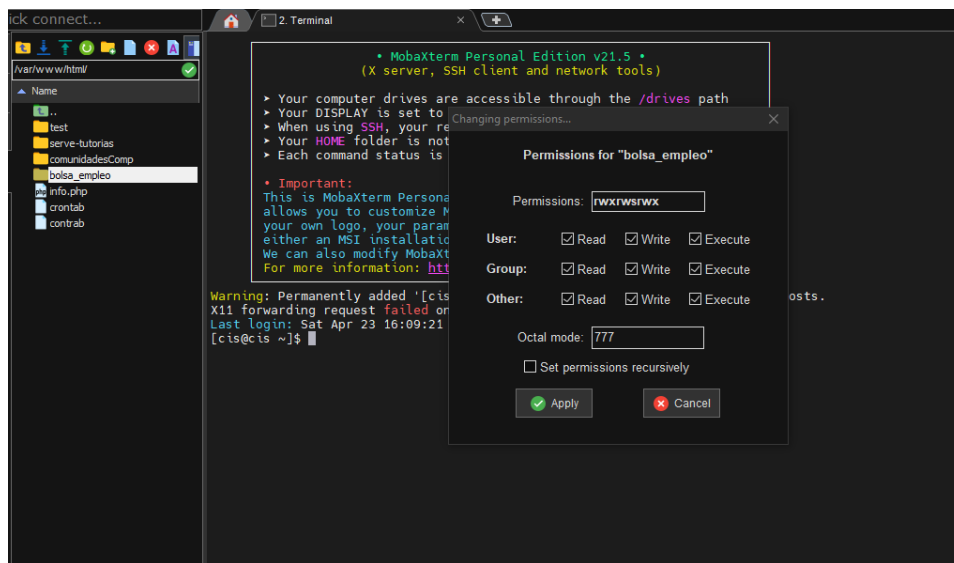 ick connect...
2. Terminal
/var/www/html/
Name
..
test
serve-tutorias
comunidadesComp
bolsa_empleo
info.php
crontab
contrab
• MobaXterm Personal Edition v21.5 •
(X server, SSH client and network tools)
➤ Your computer drives are accessible through the /drives path
➤ Your DISPLAY is set to
➤ When using SSH, your re
➤ Your HOME folder is not
➤ Each command status is
• Important:
This is MobaXterm Persona
allows you to customize M
your own logo, your param
either an MSI installatio
We can also modify MobaXt
For more information: htt
Warning: Permanently added '[cis
osts.
X11 forwarding request failed on
Last login: Sat Apr 23 16:09:21
[cis@cis ~]$
Changing permissions...
Permissions for "bolsa_empleo"
Permissions: rwxrwsrwx
User: Read Write Execute
Group: Read Write Execute
Other: Read Write Execute
Octal mode: 777
Set permissions recursively
Apply Cancel